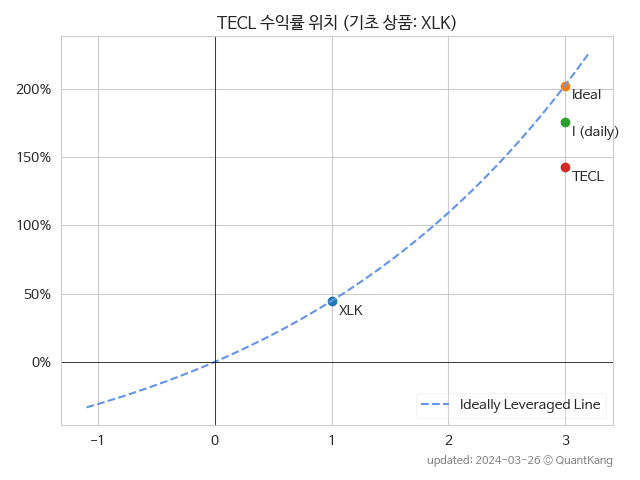 TECL 수익률 위치 (기초 상품: XLK)
200%
150%
100%
50%
0%
Ideal
I (daily)
TECL
XLK
Ideally Leveraged Line
−1
0
1
2
3
updated: 2024-03-26 © QuantKang